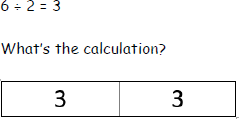 6 ÷ 2 = 3
What's the calculation?
3 3